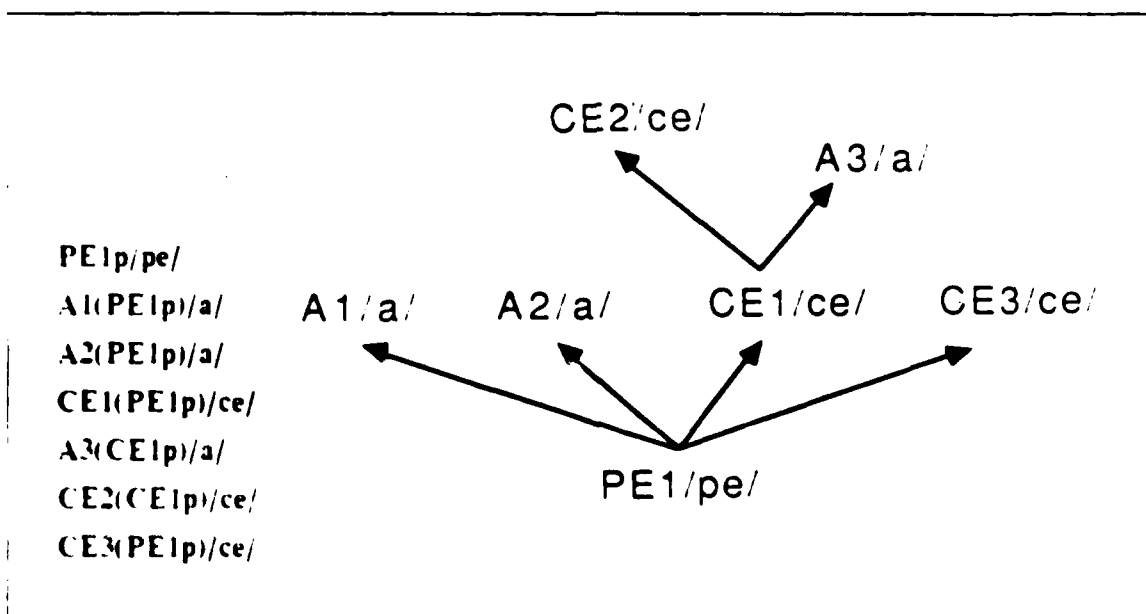 CE2/ce/
A3/a/
PE1p/pe/
A1(PE1p)/a/
A2(PE1p)/a/
CE1(PE1p)/ce/
A3(CE1p)/a/
CE2(CE1p)/ce/
CE3(PE1p)/ce/
A1/a/ A2/a/ CE1/ce/ CE3/ce/
PE1/pe/